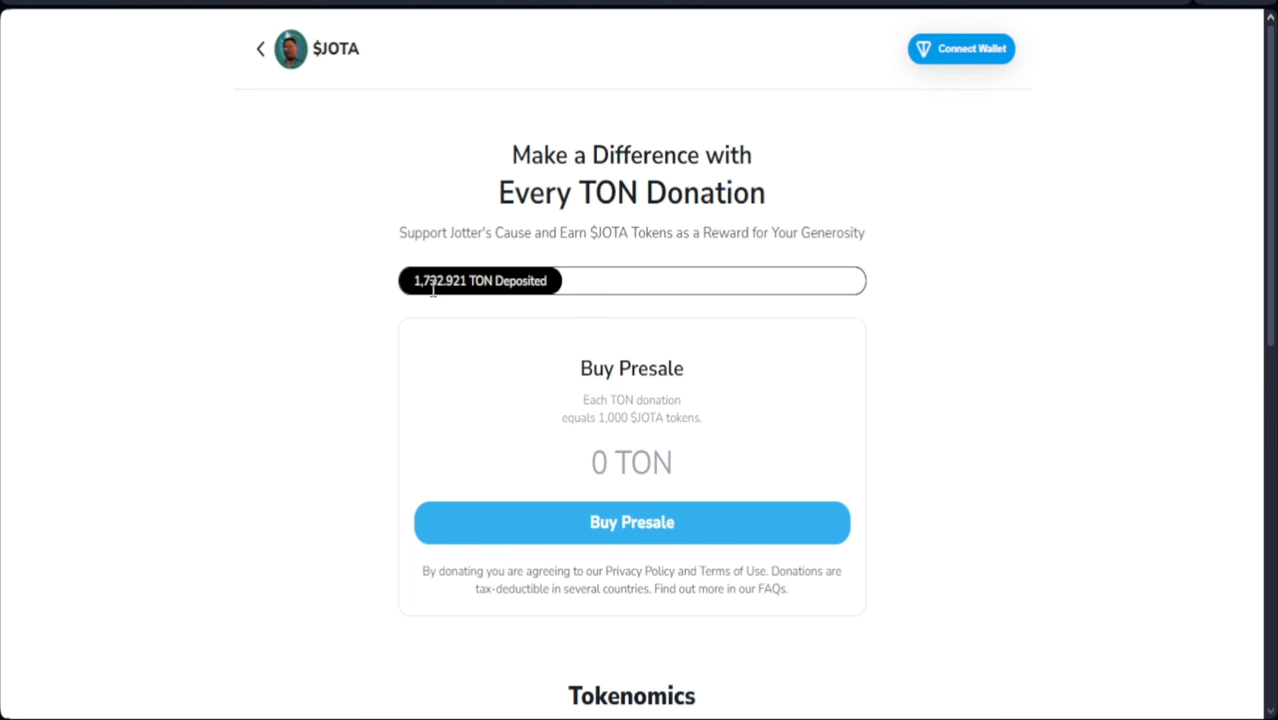 $JOTA
Connect Wallet
Make a Difference with
Every TON Donation
Support Jotter's Cause and Earn $JOTA Tokens as a Reward for Your Generosity
TON Deposited
Buy Presale
Each TON donation
equals 1,000 $JOTA tokens.
0 TON
Buy Presale
By donating you are agreeing to our Privacy Policy and Terms of Use. Donations are
tax-deductible in several countries. Find out more in our FAQs.
Tokenomics